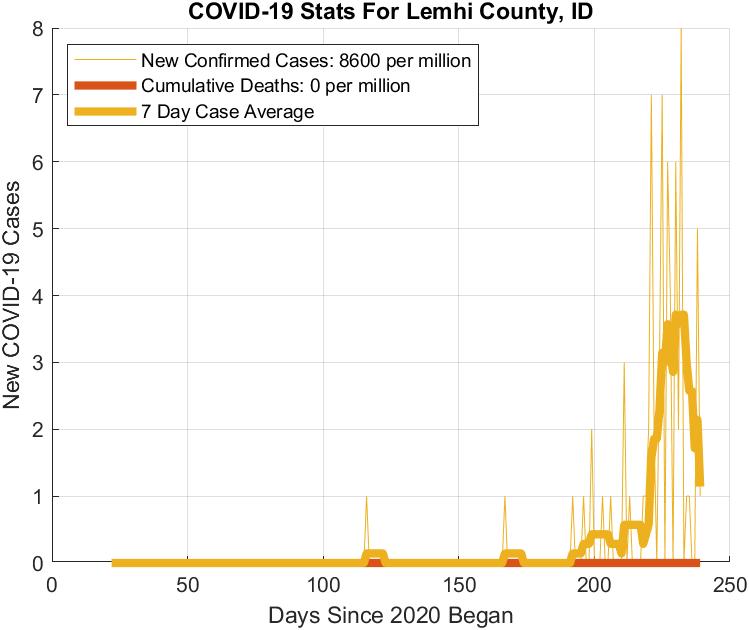 COVID-19 Stats For Lemhi County, ID
New Confirmed Cases: 8600 per million
Cumulative Deaths: 0 per million
7 Day Case Average
New COVID-19 Cases
8
7
6
5
4
3
2
1
0
0 50 100 150 200 250
Days Since 2020 Began